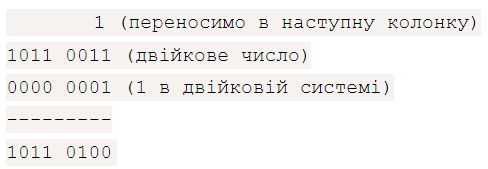 1 (переносимо в наступну колонку)
1011 0011 (двійкове число)
0000 0001 (1 в двійковій системі)
---------
1011 0100